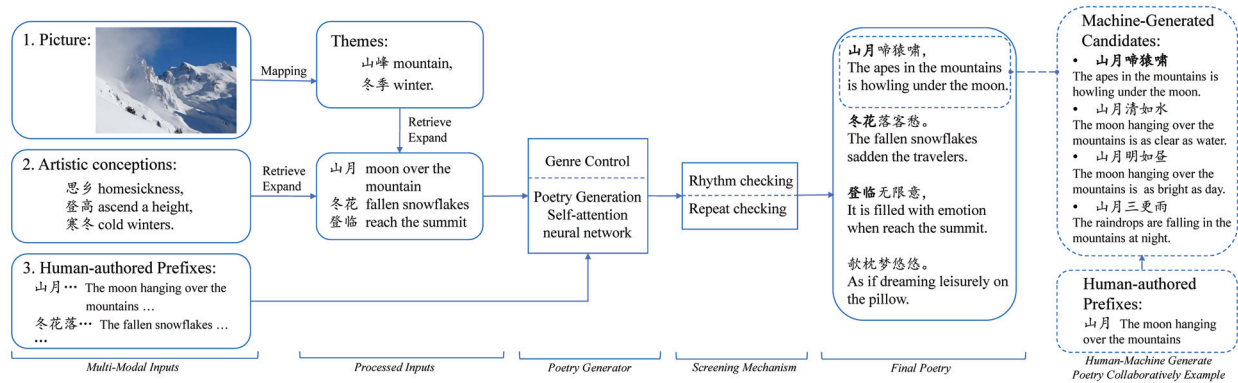 1. Picture:
Mapping
Themes:
山峰 mountain,
冬季 winter.
Retrieve
Expand
2. Artistic conceptions:
思乡 homesickness,
登高 ascend a height,
寒冬 cold winters.
Retrieve
Expand
山月 moon over the
mountain
冬花 fallen snowflakes
登临 reach the summit
3. Human-authored Prefixes:
山月… The moon hanging over the
mountains …
冬花落… The fallen snowflakes …
…
Genre Control
Poetry Generation
Self-attention
neural network
Rhythm checking
Repeat checking
山月啼猿啸，
The apes in the mountains
is howling under the moon.
冬花落客愁。
The fallen snowflakes
sadden the travelers.
登临无限意，
It is filled with emotion
when reach the summit.
欹枕梦悠悠。
As if dreaming leisurely on
the pillow.
Machine-Generated
Candidates:
• 山月啼猿啸
The apes in the mountains is
howling under the moon.
• 山月清如水
The moon hanging over the
mountains is as clear as water.
• 山月明如昼
The moon hanging over the
mountains is as bright as day.
• 山月三更雨
The raindrops are falling in the
mountains at night.
Human-authored
Prefixes:
山月 The moon hanging
over the mountains
Multi-Modal Inputs
Processed Inputs
Poetry Generator
Screening Mechanism
Final Poetry
Human-Machine Generate
Poetry Collaboratively Example